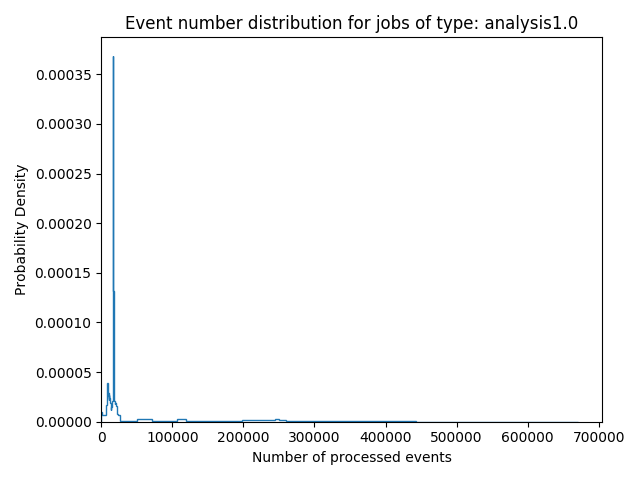 Event number distribution for jobs of type: analysis1.0
0.00035
0.00030
0.00025
0.00020
0.00015
0.00010
0.00005
0.00000
Probability Density
0 100000 200000 300000 400000 500000 600000 700000
Number of processed events